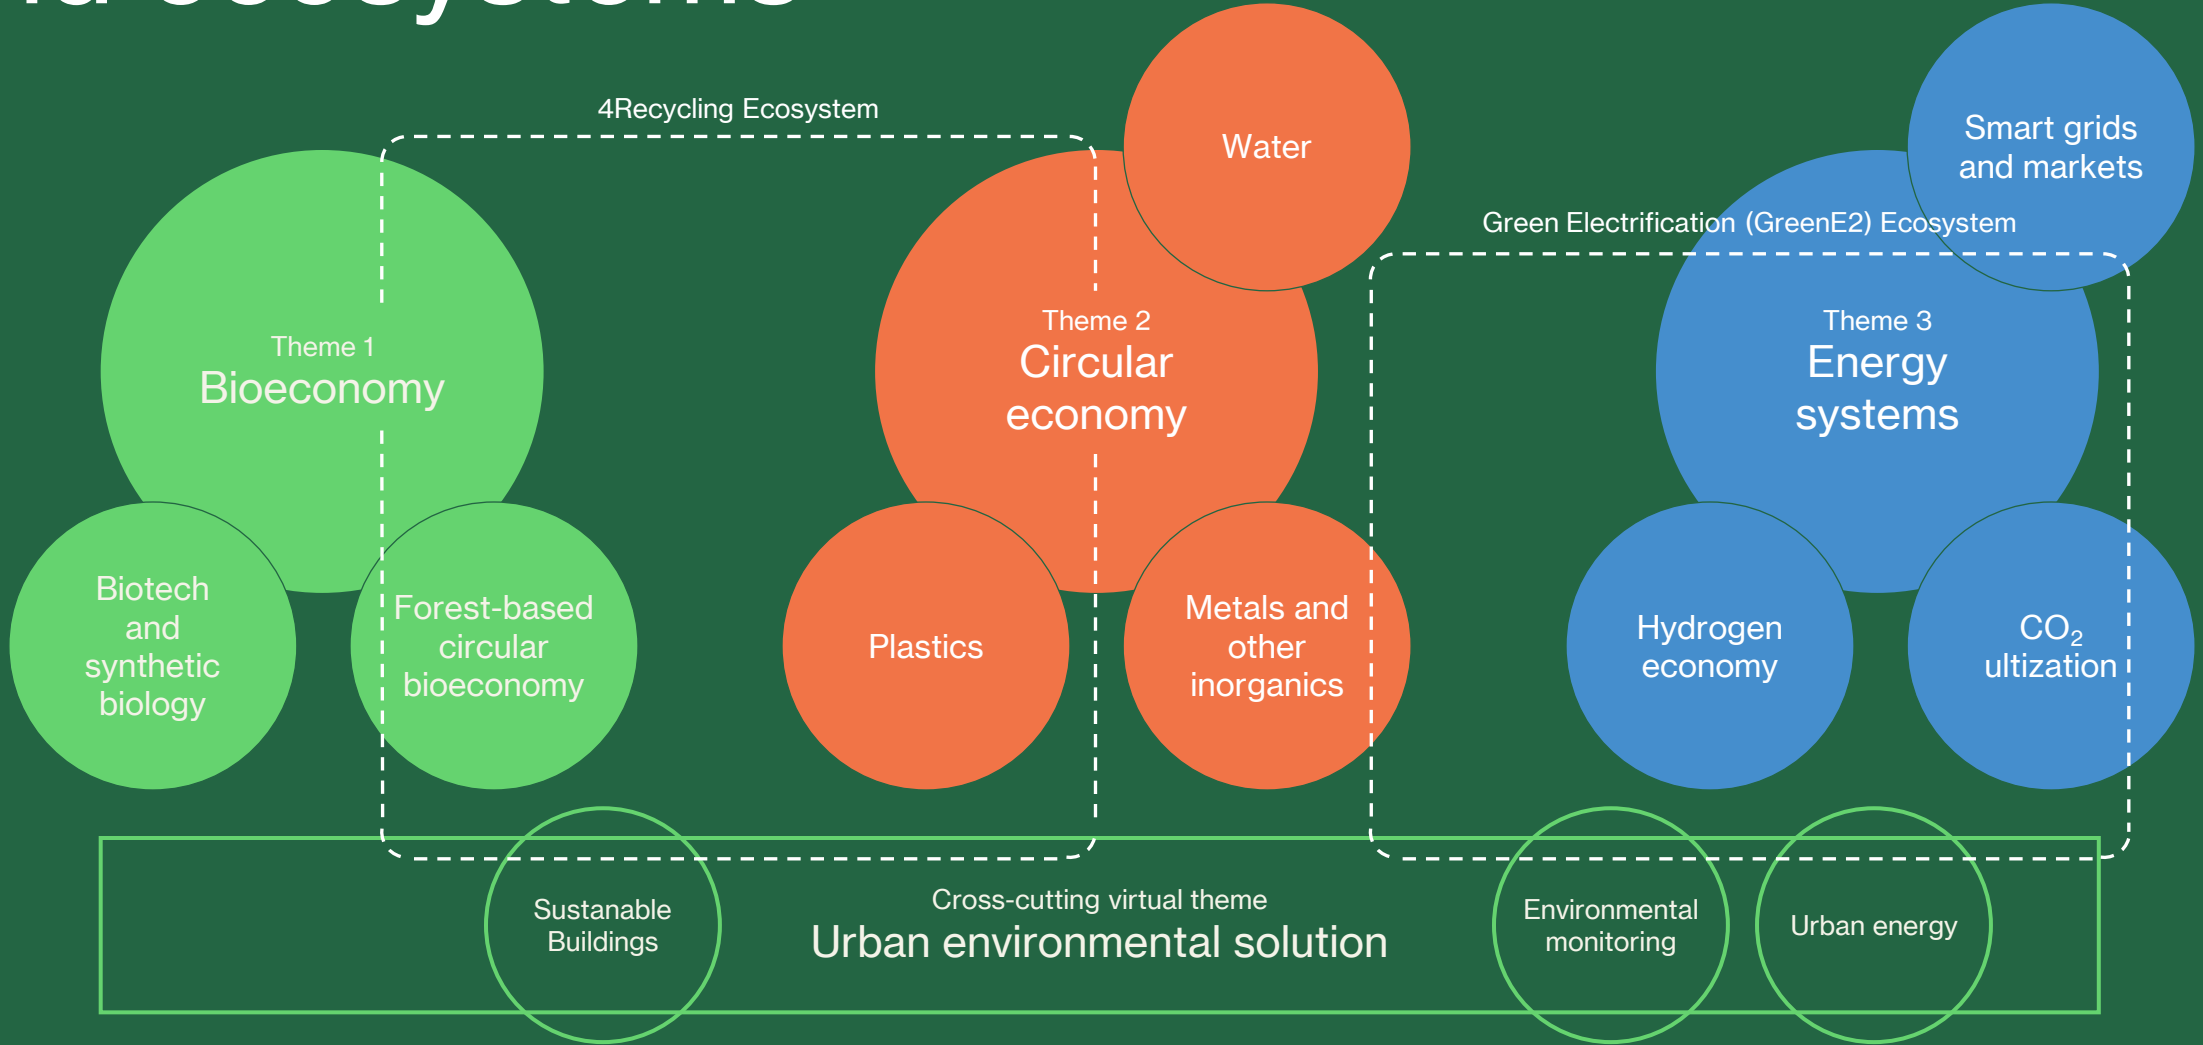 ecosystems
4Recycling Ecosystem
Water
Smart grids
and markets
Green Electrification (GreenE2) Ecosystem
Theme 1
Bioeconomy
Theme 2
Circular
economy
Theme 3
Energy
systems
Biotech
and
synthetic
biology
Forest-based
circular
bioeconomy
Plastics
Metals and
other
inorganics
Hydrogen
economy
CO₂
ultization
Sustanable
Buildings
Cross-cutting virtual theme
Urban environmental solution
Environmental
monitoring
Urban energy